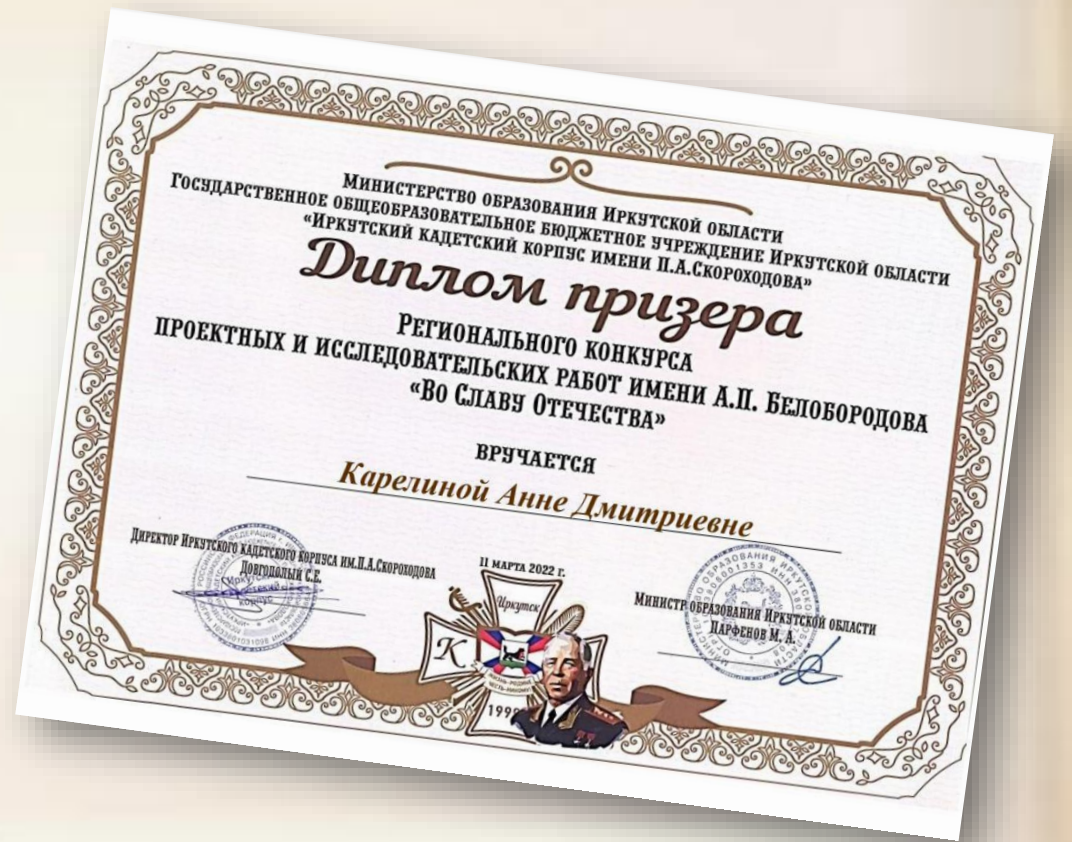 Министерство образования Иркутской области
Государственное общеобразовательное бюджетное учреждение Иркутской области
«Иркутский кадетский корпус имени П.А.Скороходова»
Диплом призера
Регионального конкурса
проектных и исследовательских работ имени А.П. Белобородова
«Во Славу Отечества»
вручается
Карелиной Анне Дмитриевне
Директор Иркутского кадетского корпуса им.П.А.Скороходова
Довгополый С.Е.
11 марта 2022 г.
Министр образования Иркутской области
Парфенов М. А.
Иркутск
К
199